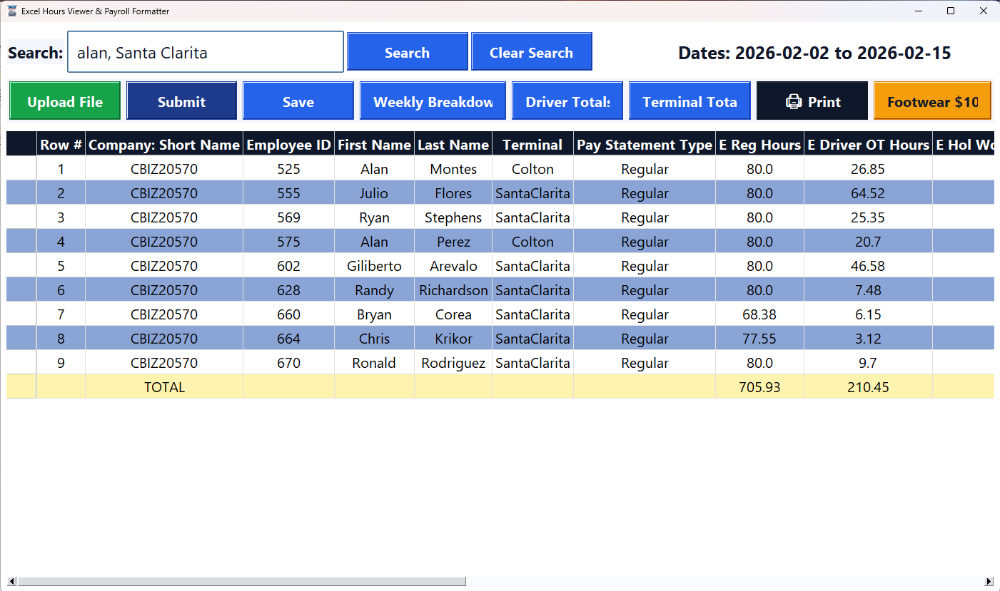 Excel Hours Viewer & Payroll Formatter
Search: alan, Santa Clarita Search Clear Search Dates: 2026-02-02 to 2026-02-15
Upload File Submit Save Weekly Breakdow Driver Totals Terminal Tota Print Footwear $10
Row # Company: Short Name Employee ID First Name Last Name Terminal Pay Statement Type E Reg Hours E Driver OT Hours E Hol Wo
1 CBIZ20570 525 Alan Montes Colton Regular 80.0 26.85
2 CBIZ20570 555 Julio Flores SantaClarita Regular 80.0 64.52
3 CBIZ20570 569 Ryan Stephens SantaClarita Regular 80.0 25.35
4 CBIZ20570 575 Alan Perez Colton Regular 80.0 20.7
5 CBIZ20570 602 Giliberto Arevalo SantaClarita Regular 80.0 46.58
6 CBIZ20570 628 Randy Richardson SantaClarita Regular 80.0 7.48
7 CBIZ20570 660 Bryan Corea SantaClarita Regular 68.38 6.15
8 CBIZ20570 664 Chris Krikor SantaClarita Regular 77.55 3.12
9 CBIZ20570 670 Ronald Rodriguez SantaClarita Regular 80.0 9.7
TOTAL 705.93 210.45